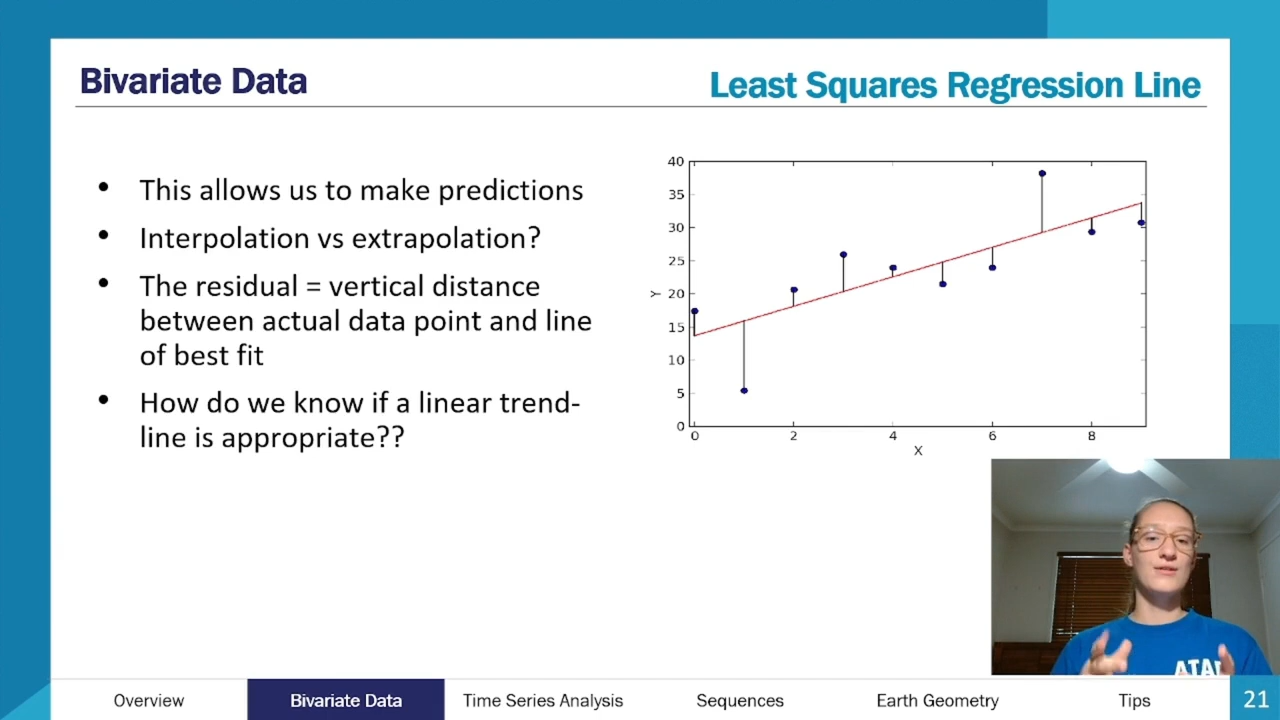 Bivariate Data
Least Squares Regression Line
• This allows us to make predictions
• Interpolation vs extrapolation?
• The residual = vertical distance
between actual data point and line
of best fit
• How do we know if a linear trend-
line is appropriate??
40
35
30
25
20
15
10
5
0
Y
0 2 4 6 8
X
ATA
Overview Bivariate Data Time Series Analysis Sequences Earth Geometry Tips 21